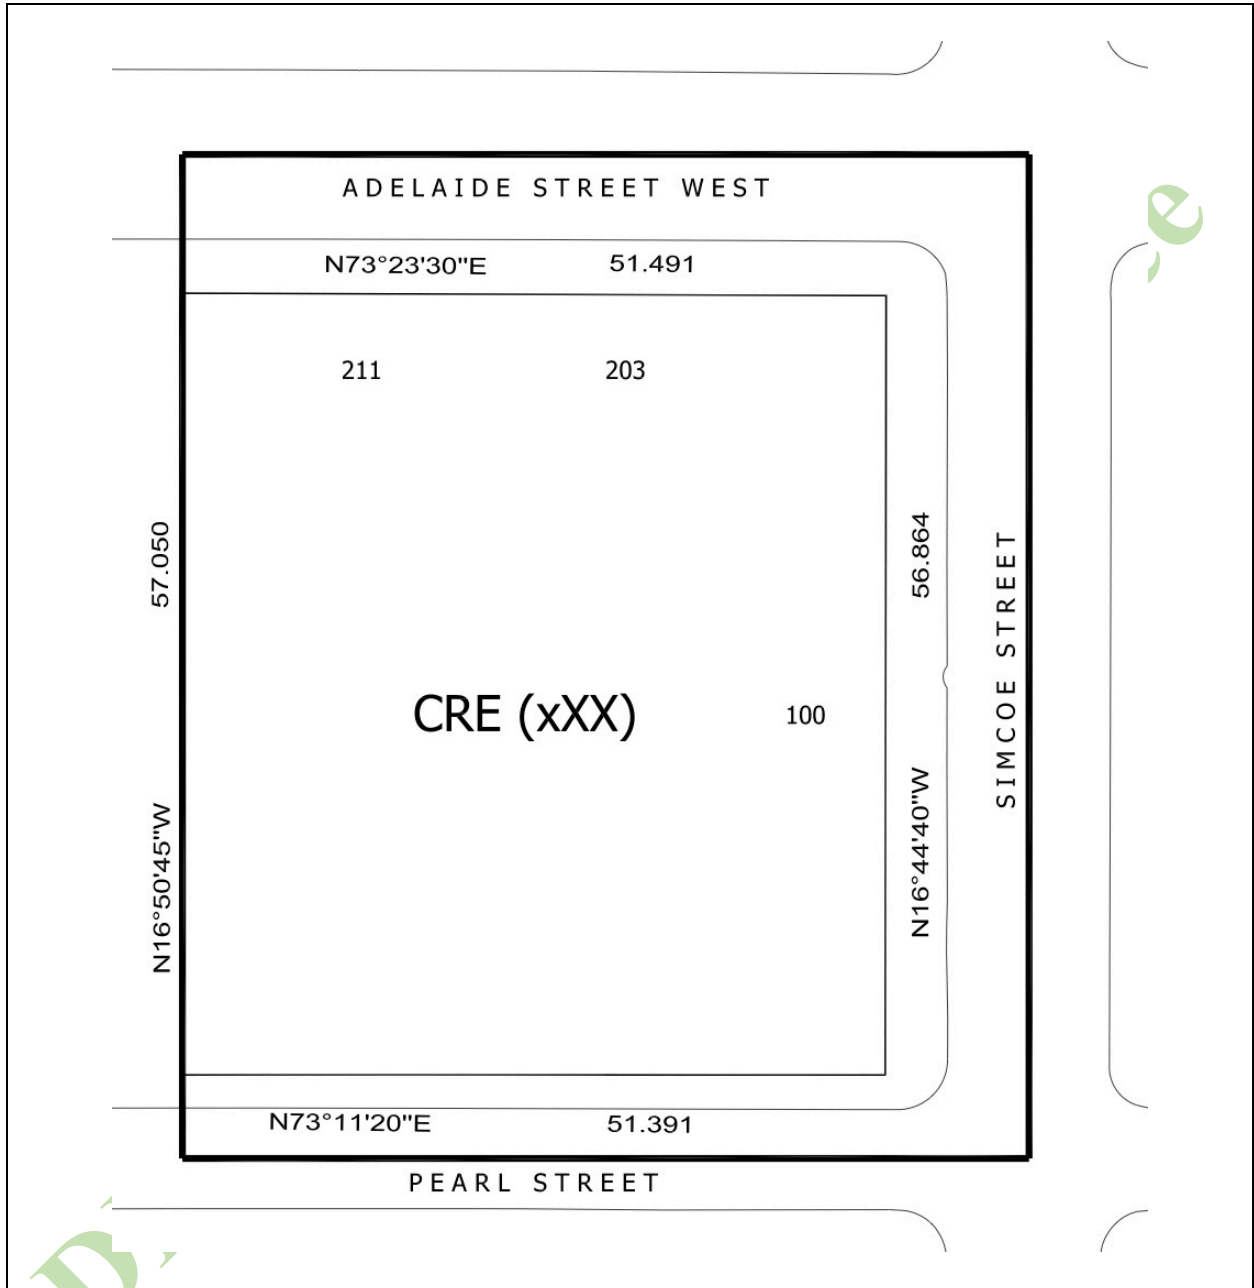 ADELAIDE STREET WEST
N73°23'30"E 51.491
211 203
57.050
N16°50'45"W
CRE (xXX)
100
56.864
N16°44'40"W
SIMCOE STREET
N73°11'20"E 51.391
PEARL STREET